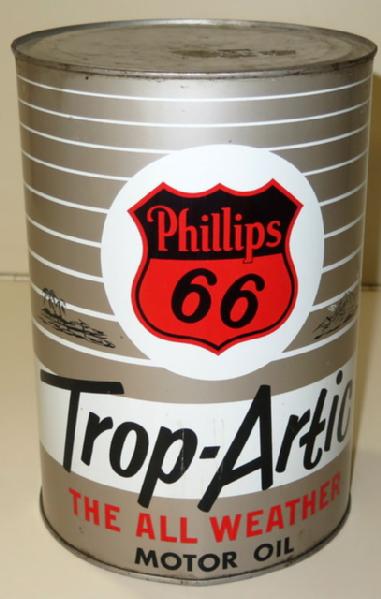 Phillips
66
Trop-Artic
THE ALL WEATHER
MOTOR OIL